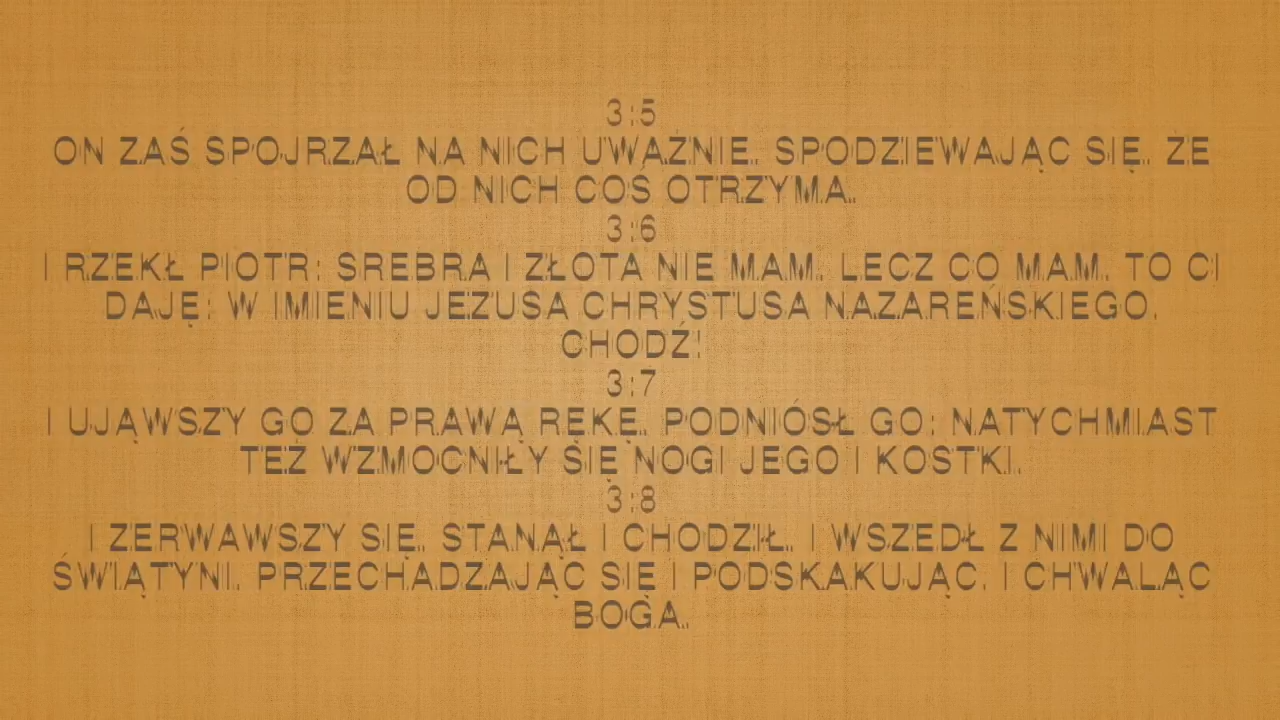 3:5
ON ZAŚ SPOJRZAŁ NA NICH UWAŻNIE, SPODZIEWAJĄC SIĘ, ŻE
OD NICH COŚ OTRZYMA.
3:6
I RZEKŁ PIOTR: SREBRA I ZŁOTA NIE MAM, LECZ CO MAM, TO CI
DAJĘ: W IMIENIU JEZUSA CHRYSTUSA NAZAREŃSKIEGO,
CHODŹ!
3:7
I UJĄWSZY GO ZA PRAWĄ RĘKĘ, PODNIÓSŁ GO; NATYCHMIAST
TEŻ WZMOCNIŁY SIĘ NOGI JEGO I KOSTKI,
3:8
I ZERWAWSZY SIĘ, STANĄŁ I CHODZIŁ, I WSZEDŁ Z NIMI DO
ŚWIĄTYNI, PRZECHADZAJĄC SIĘ I PODSKAKUJĄC, I CHWALĄC
BOGA.